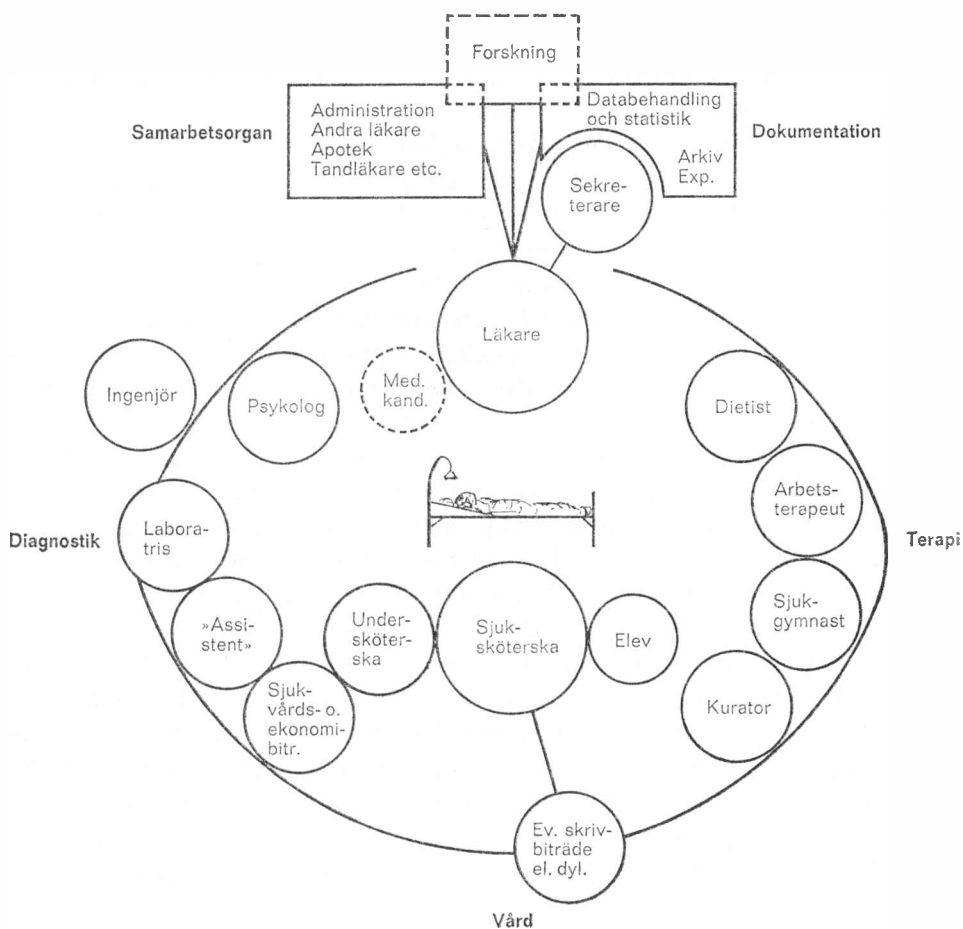 Forskning
Samarbetsorgan
Administration
Andra läkare
Apotek
Tandläkare etc.
Databehandling
och statistik
Arkiv
Exp.
Dokumentation
Sekre-
terare
Läkare
Ingenjör
Psykolog
Med.
kand.
Dietist
Arbets-
terapeut
Diagnostik
Labora-
tris
Terapi
»Assi-
stent»
Under-
sköter-
ska
Sjuk-
sköterska
Elev
Sjuk-
gymnast
Sjuk-
vårds- o.
ekonomi-
bitr.
Kurator
Ev. skriv-
biträde
el. dyl.
Vård